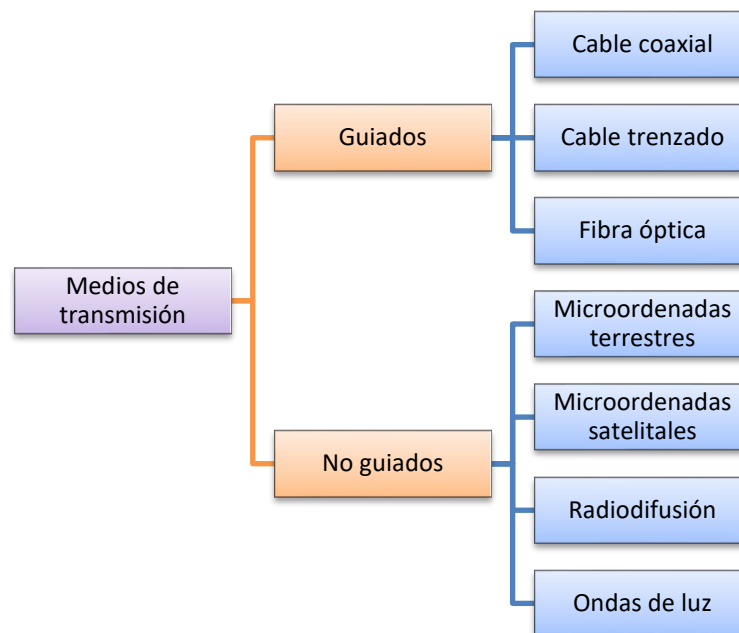 Medios de
transmisión
Guiados
Cable coaxial
Cable trenzado
Fibra óptica
No guiados
Microordenadas
terrestres
Microordenadas
satelitales
Radiodifusión
Ondas de luz